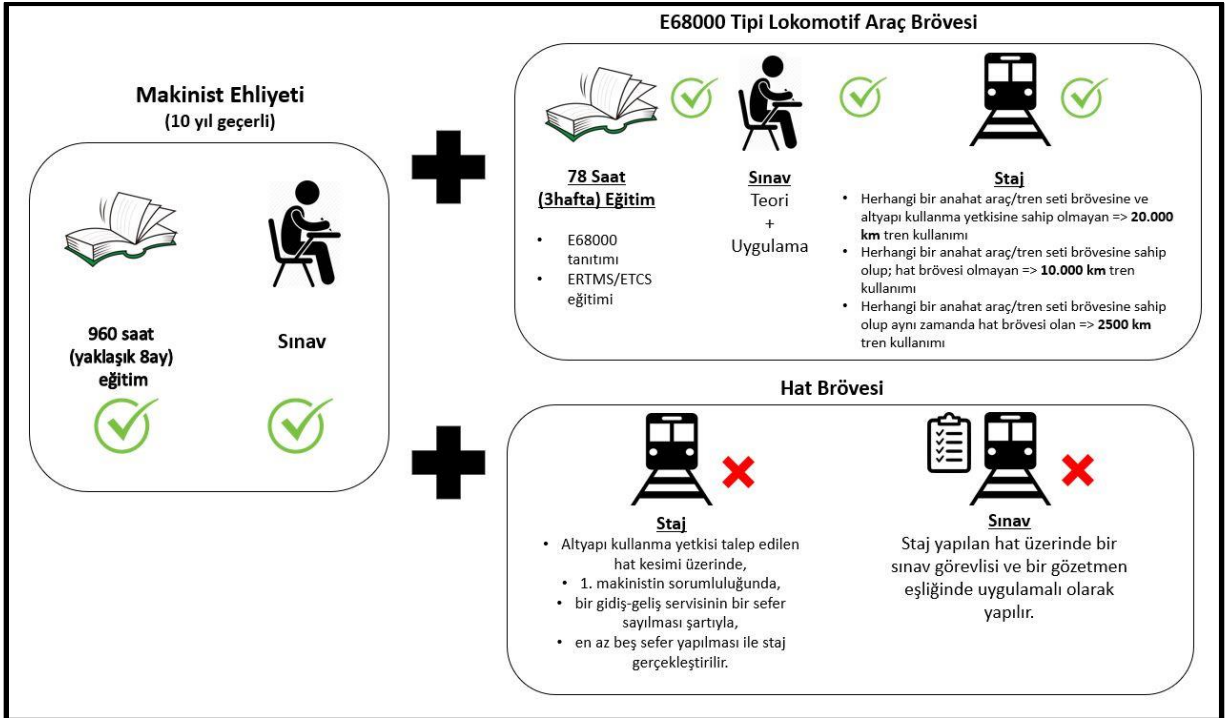 E68000 Tipi Lokomotif Araç Brövesi
Makinist Ehliyeti
(10 yıl geçerli)
960 saat
(yaklaşık 8ay)
eğitim
Sınav
78 Saat
(3hafta) Eğitim
• E68000
tanıtımı
• ERTMS/ETCS
eğitimi
Sınav
Teori
+
Uygulama
Staj
• Herhangi bir anahat araç/tren seti brövesine ve
altyapı kullanma yetkisine sahip olmayan => 20.000
km tren kullanımı
• Herhangi bir anahat araç/tren seti brövesine sahip
olup; hat brövesi olmayan => 10.000 km tren
kullanımı
• Herhangi bir anahat araç/tren seti brövesine sahip
olup aynı zamanda hat brövesi olan => 2500 km
tren kullanımı
Hat Brövesi
Staj
• Altyapı kullanma yetkisi talep edilen
hat kesimi üzerinde,
• 1. makinistin sorumluluğunda,
• bir gidiş-geliş servisinin bir sefer
sayılması şartıyla,
• en az beş sefer yapılması ile staj
gerçekleştirilir.
Sınav
Staj yapılan hat üzerinde bir
sınav görevlisi ve bir gözetmen
eşliğinde uygulamalı olarak
yapılır.